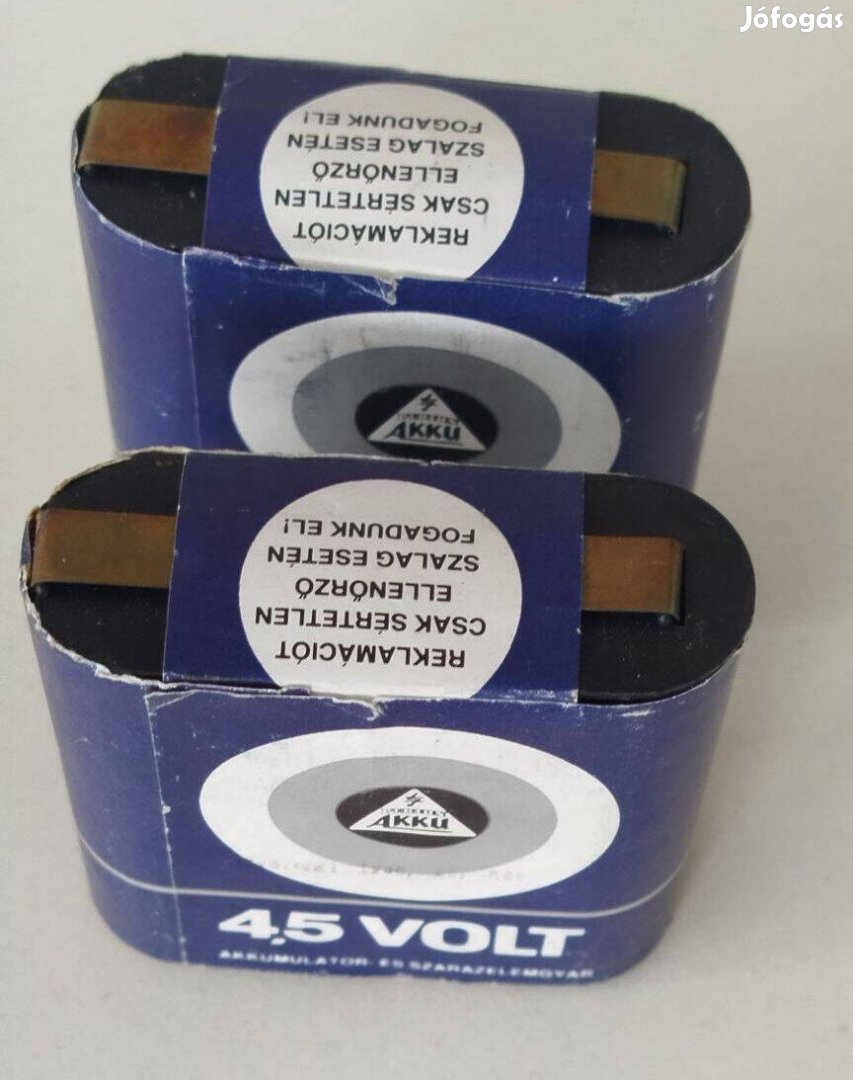 Jófogás
REKLAMÁCIÓT
CSAK SÉRTETLEN
ELLENŐRZŐ
SZALAG ESETÉN
FOGADUNK EL!
AKKU
REKLAMÁCIÓT
CSAK SÉRTETLEN
ELLENŐRZŐ
SZALAG ESETÉN
FOGADUNK EL!
AKKU
4,5 VOLT
AKKUMULATOR- ÉS SZÁRAZELEMGYÁR